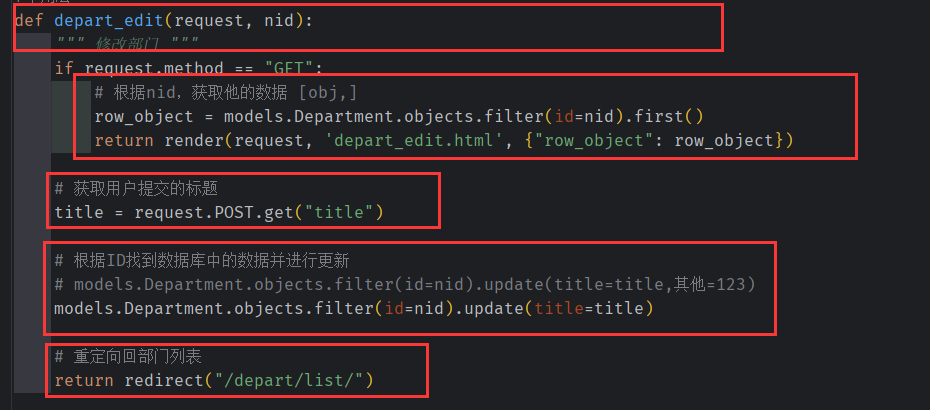 def depart_edit(request, nid):
""" 修改部门 """
if request.method == "GET":
# 根据nid，获取他的数据 [obj,]
row_object = models.Department.objects.filter(id=nid).first()
return render(request, 'depart_edit.html', {"row_object": row_object})
# 获取用户提交的标题
title = request.POST.get("title")
# 根据ID找到数据库中的数据并进行更新
# models.Department.objects.filter(id=nid).update(title=title,其他=123)
models.Department.objects.filter(id=nid).update(title=title)
# 重定向回部门列表
return redirect("/depart/list/")